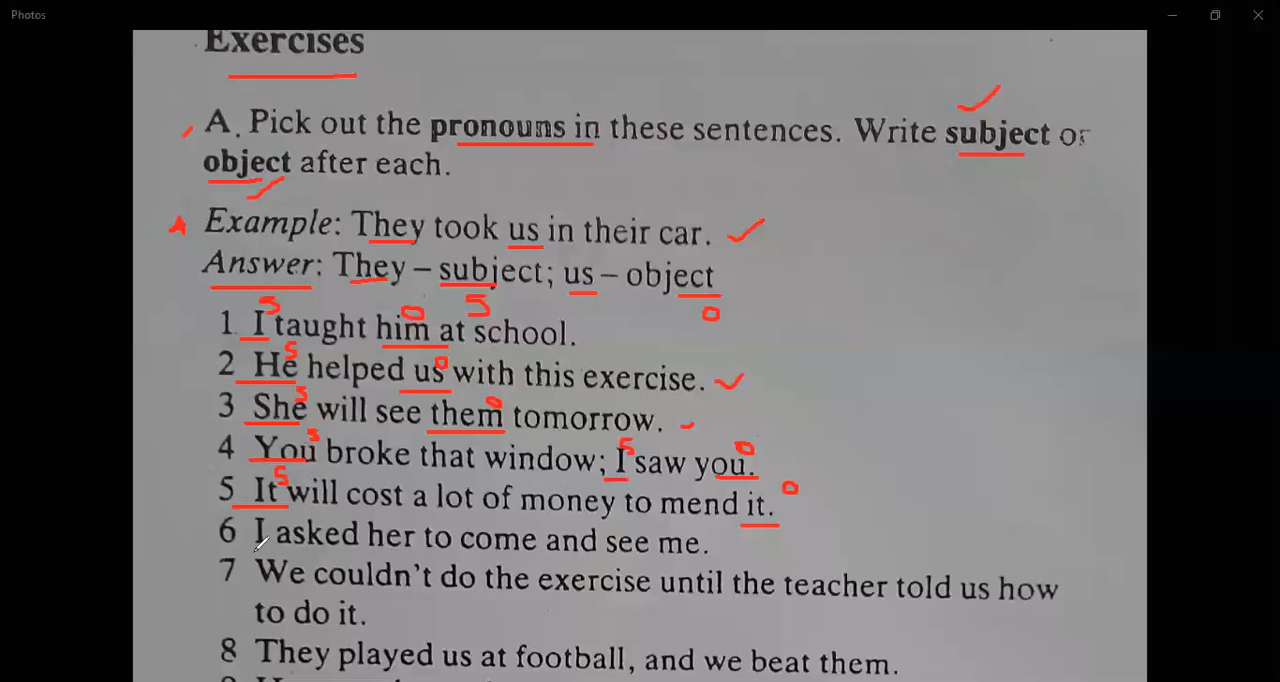 Photos
Exercises
A. Pick out the pronouns in these sentences. Write subject or
object after each.
Example: They took us in their car.
Answer: They – subject; us – object
S O S O
1 I taught him at school.
S O
2 He helped us with this exercise.
S O
3 She will see them tomorrow.
S S O
4 You broke that window; I saw you.
S O
5 It will cost a lot of money to mend it.
6 I asked her to come and see me.
7 We couldn't do the exercise until the teacher told us how
to do it.
8 They played us at football, and we beat them.